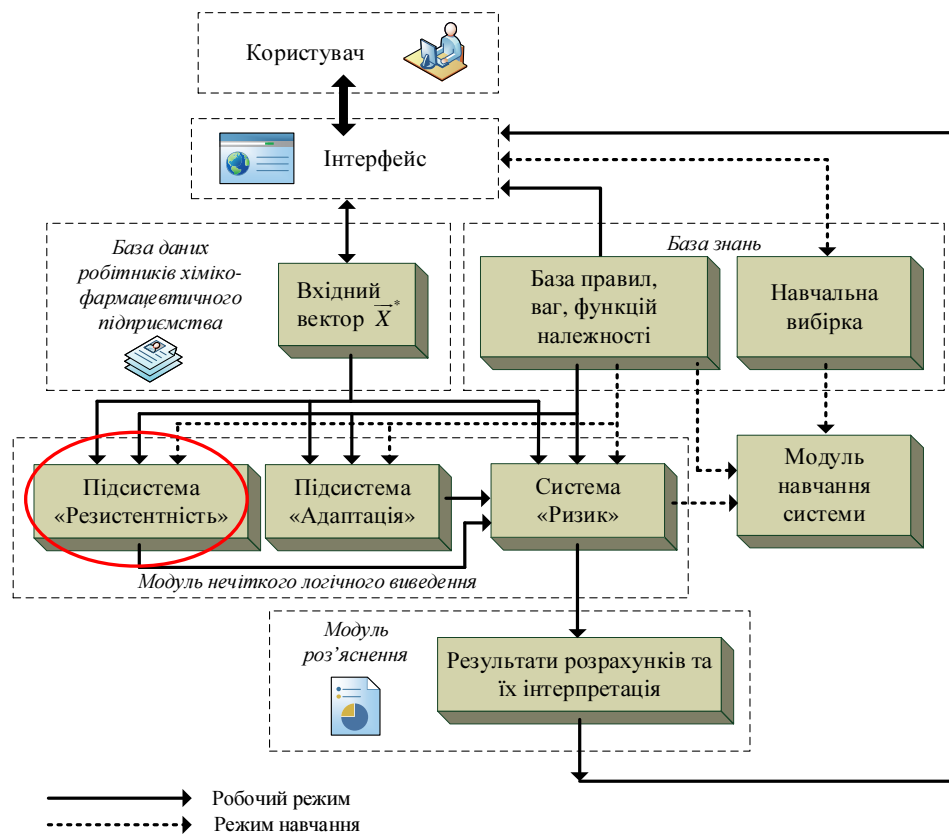 Користувач
Інтерфейс
База даних
робітників хіміко-
фармацевтичного
підприємства
Вхідний
вектор X*
База знань
База правил,
ваг, функцій
належності
Навчальна
вибірка
Підсистема
«Резистентність»
Підсистема
«Адаптація»
Система
«Ризик»
Модуль
навчання
системи
Модуль нечіткого логічного виведення
Модуль
роз’яснення
Результати розрахунків та
їх інтерпретація
Робочий режим
Режим навчання